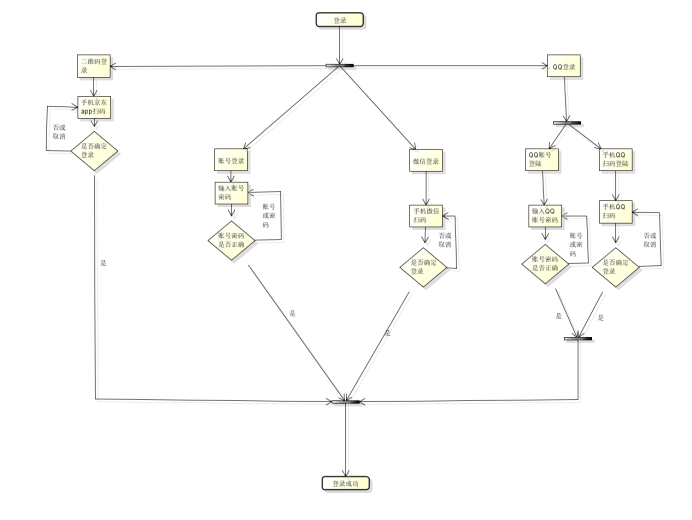 登录
二维码登
录
QQ登录
手机京东
app扫码
否或
取消
是否确定
登录
账号登录
微信登录
QQ账号
登陆
手机QQ
扫码登陆
输入账号
密码
账号
或密
码
账号密码
是否正确
手机微信
扫码
否或
取消
是否确定
登录
输入QQ
账号密码
账号
或密
码
账号密码
是否正确
手机QQ
扫码
否或
取消
是否确定
登录
是
是
是
是
是
登录成功